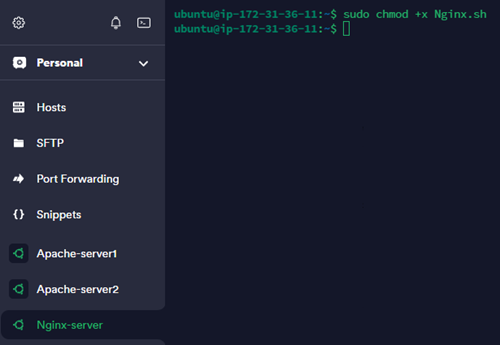 Personal
Hosts
SFTP
Port Forwarding
{} Snippets
Apache-server1
Apache-server2
Nginx-server
ubuntu@ip-172-31-36-11:~$ sudo chmod +x Nginx.sh
ubuntu@ip-172-31-36-11:~$